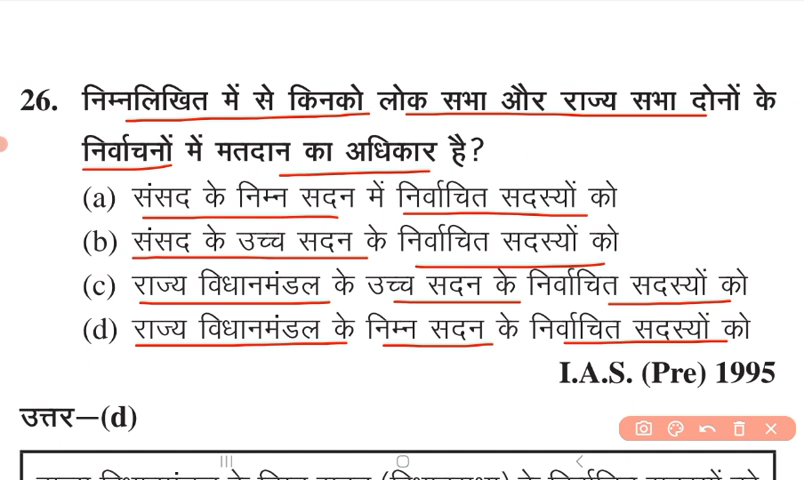 26. निम्नलिखित में से किनको लोक सभा और राज्य सभा दोनों के
निर्वाचनों में मतदान का अधिकार है?
(a) संसद के निम्न सदन में निर्वाचित सदस्यों को
(b) संसद के उच्च सदन के निर्वाचित सदस्यों को
(c) राज्य विधानमंडल के उच्च सदन के निर्वाचित सदस्यों को
(d) राज्य विधानमंडल के निम्न सदन के निर्वाचित सदस्यों को
I.A.S. (Pre) 1995
उत्तर—(d)